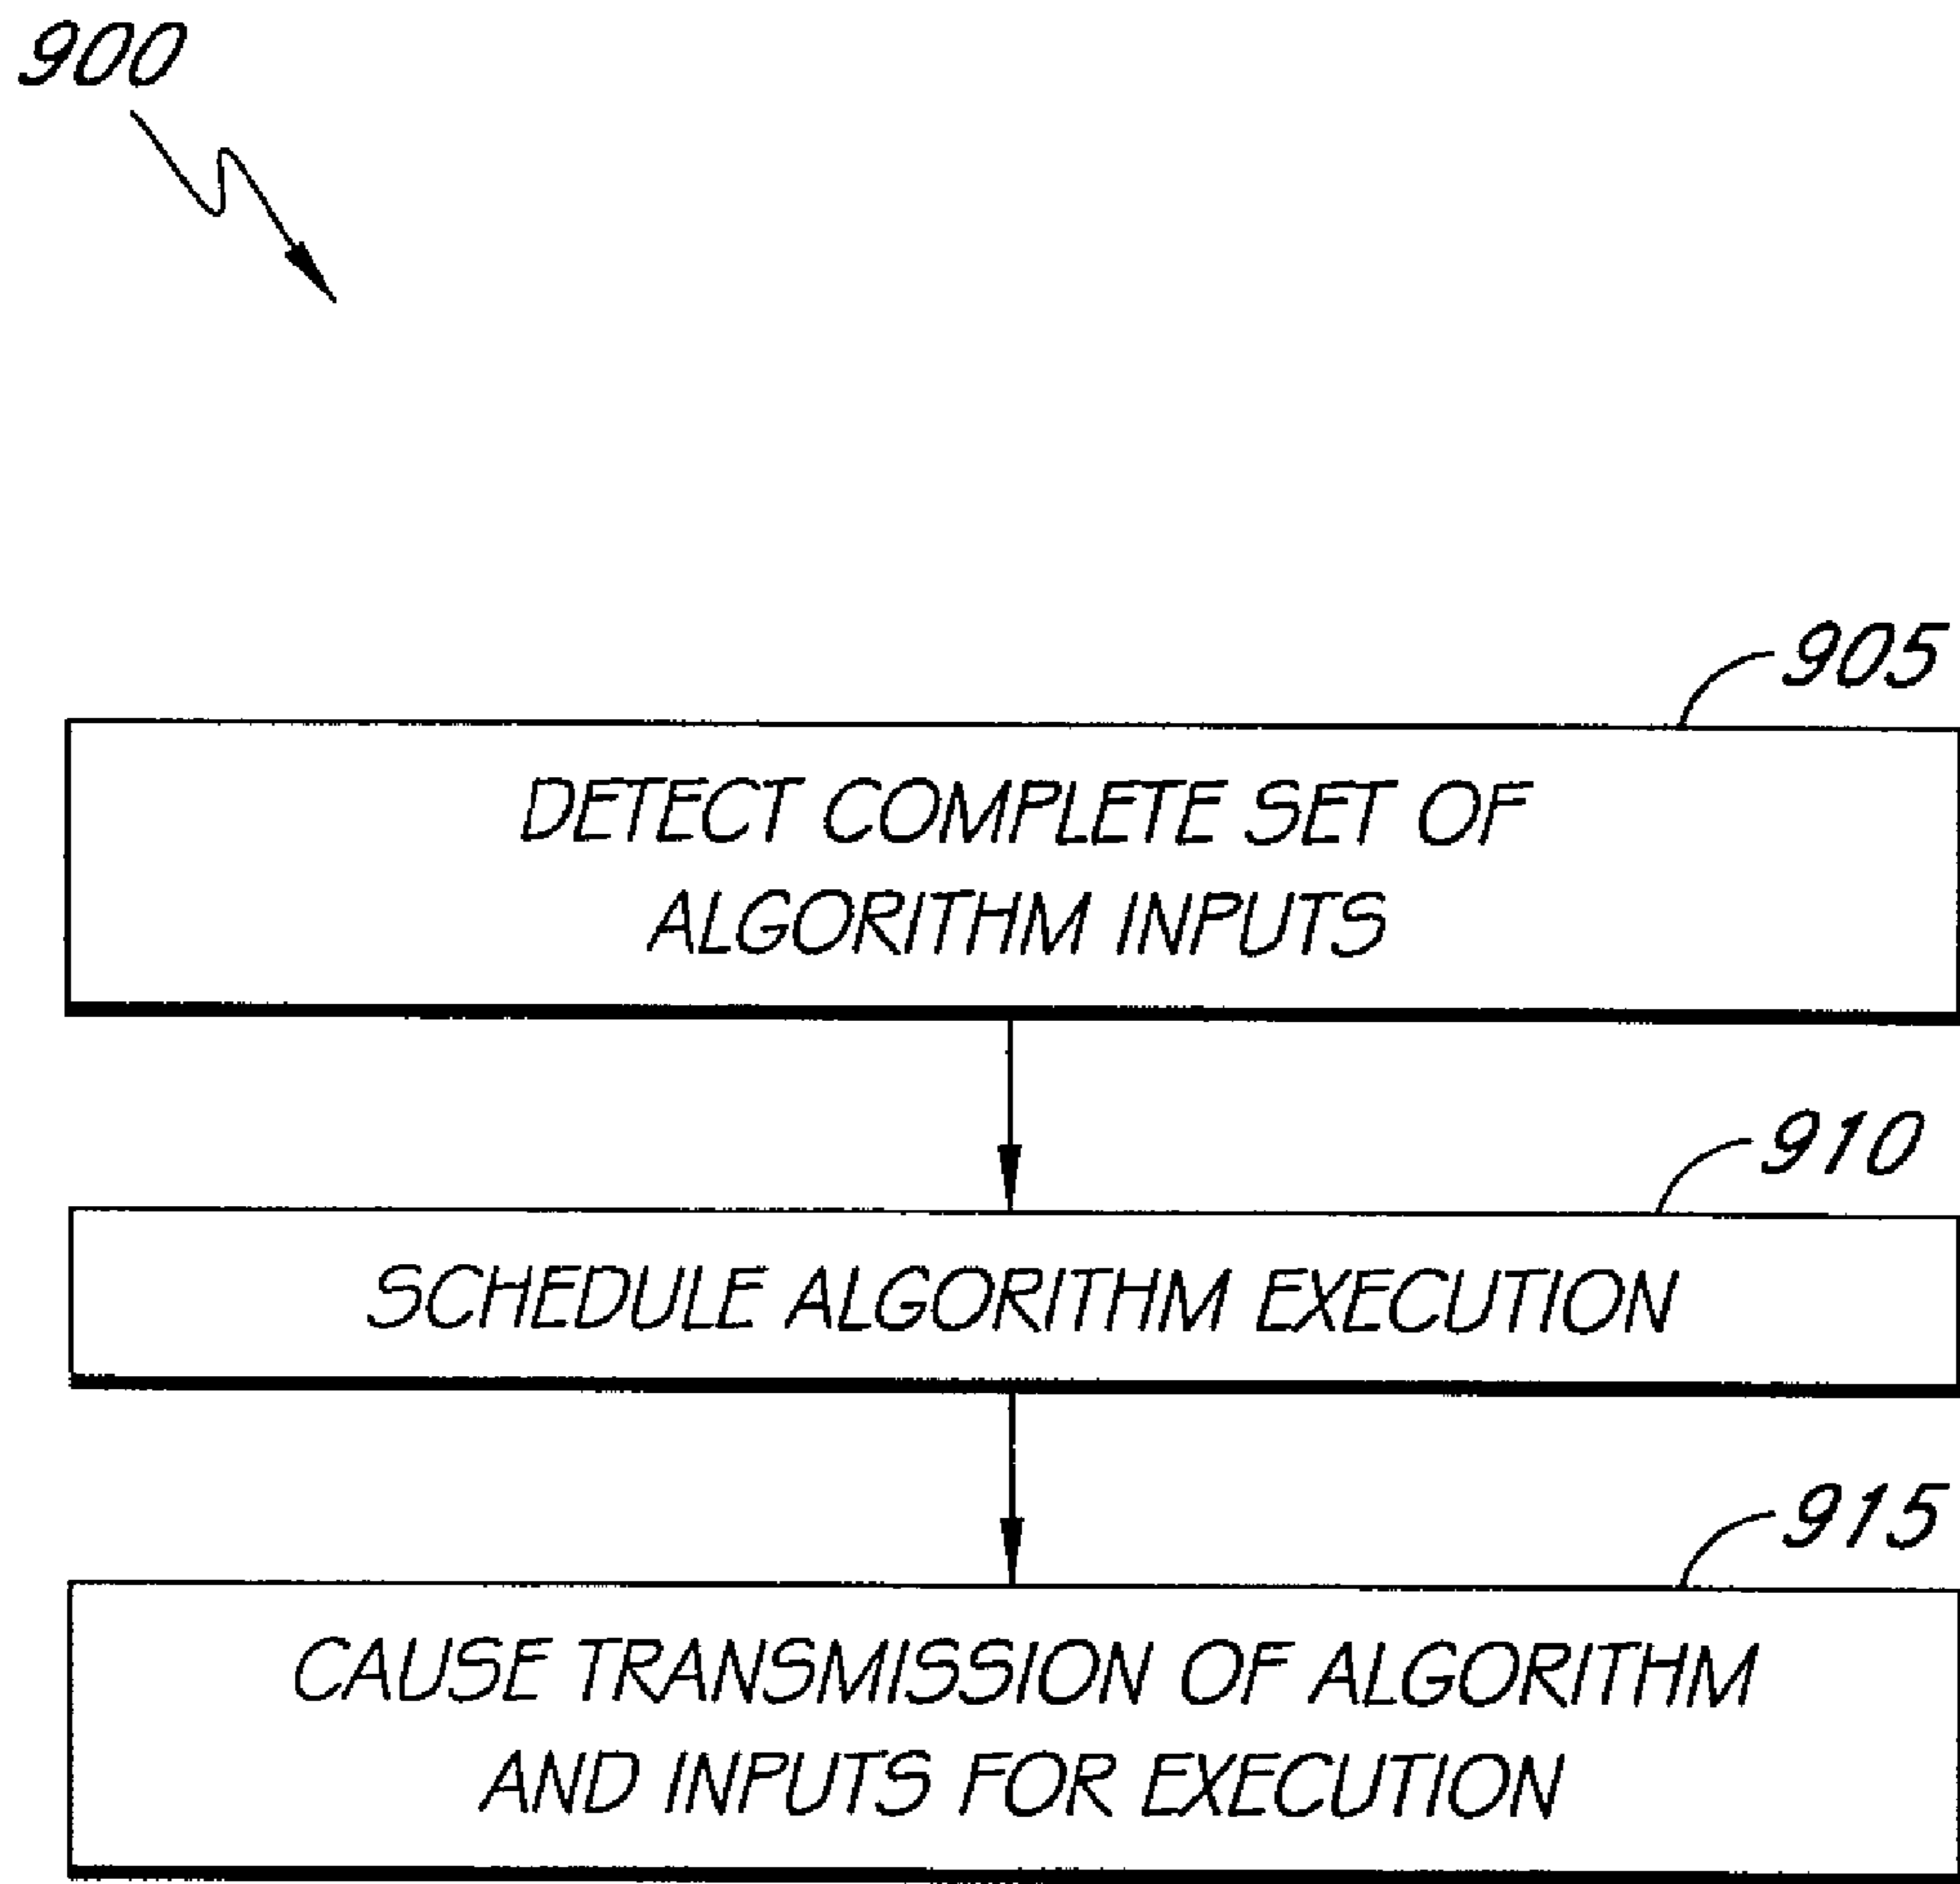 900
905
DETECT COMPLETE SET OF
ALGORITHM INPUTS
910
SCHEDULE ALGORITHM EXECUTION
915
CAUSE TRANSMISSION OF ALGORITHM
AND INPUTS FOR EXECUTION